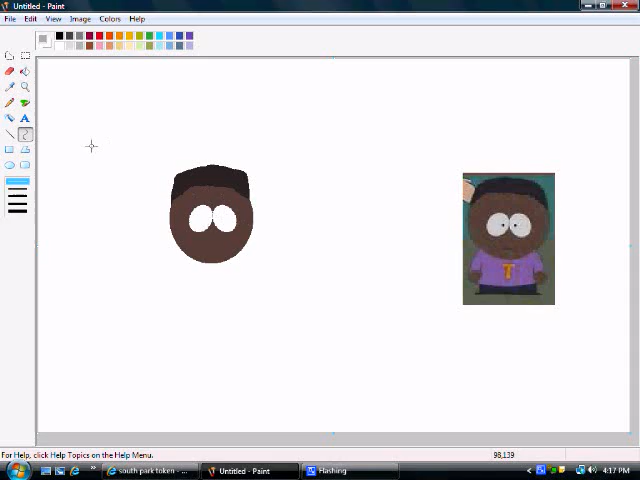 Untitled - Paint
File Edit View Image Colors Help
A
T
For Help, click Help Topics on the Help Menu.
98,139
south park token - ...
Untitled - Paint
Flashing
4:17 PM